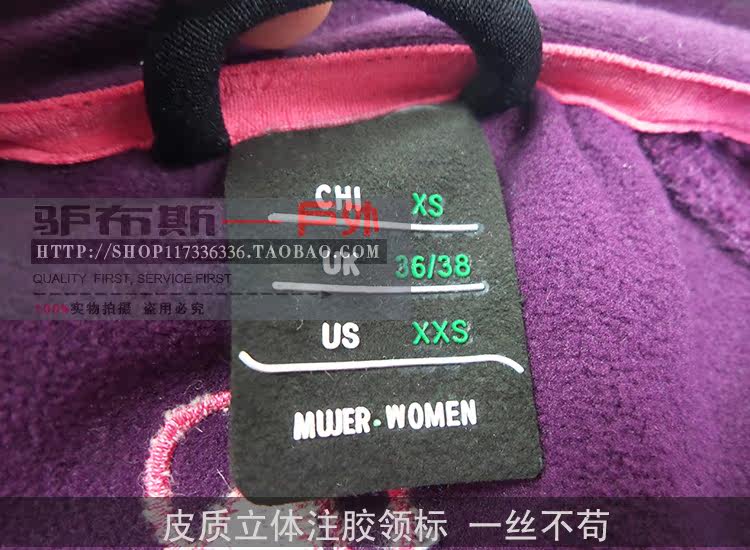 CHI XS
驴布斯—户外
HTTP://SHOP117336336.TAOBAO.COM
QUALITY FIRST, SERVICE FIRST
UK 36/38
100%实物拍摄 盗用必究
US XXS
MUJER·WOMEN
皮质立体注胶领标 一丝不苟